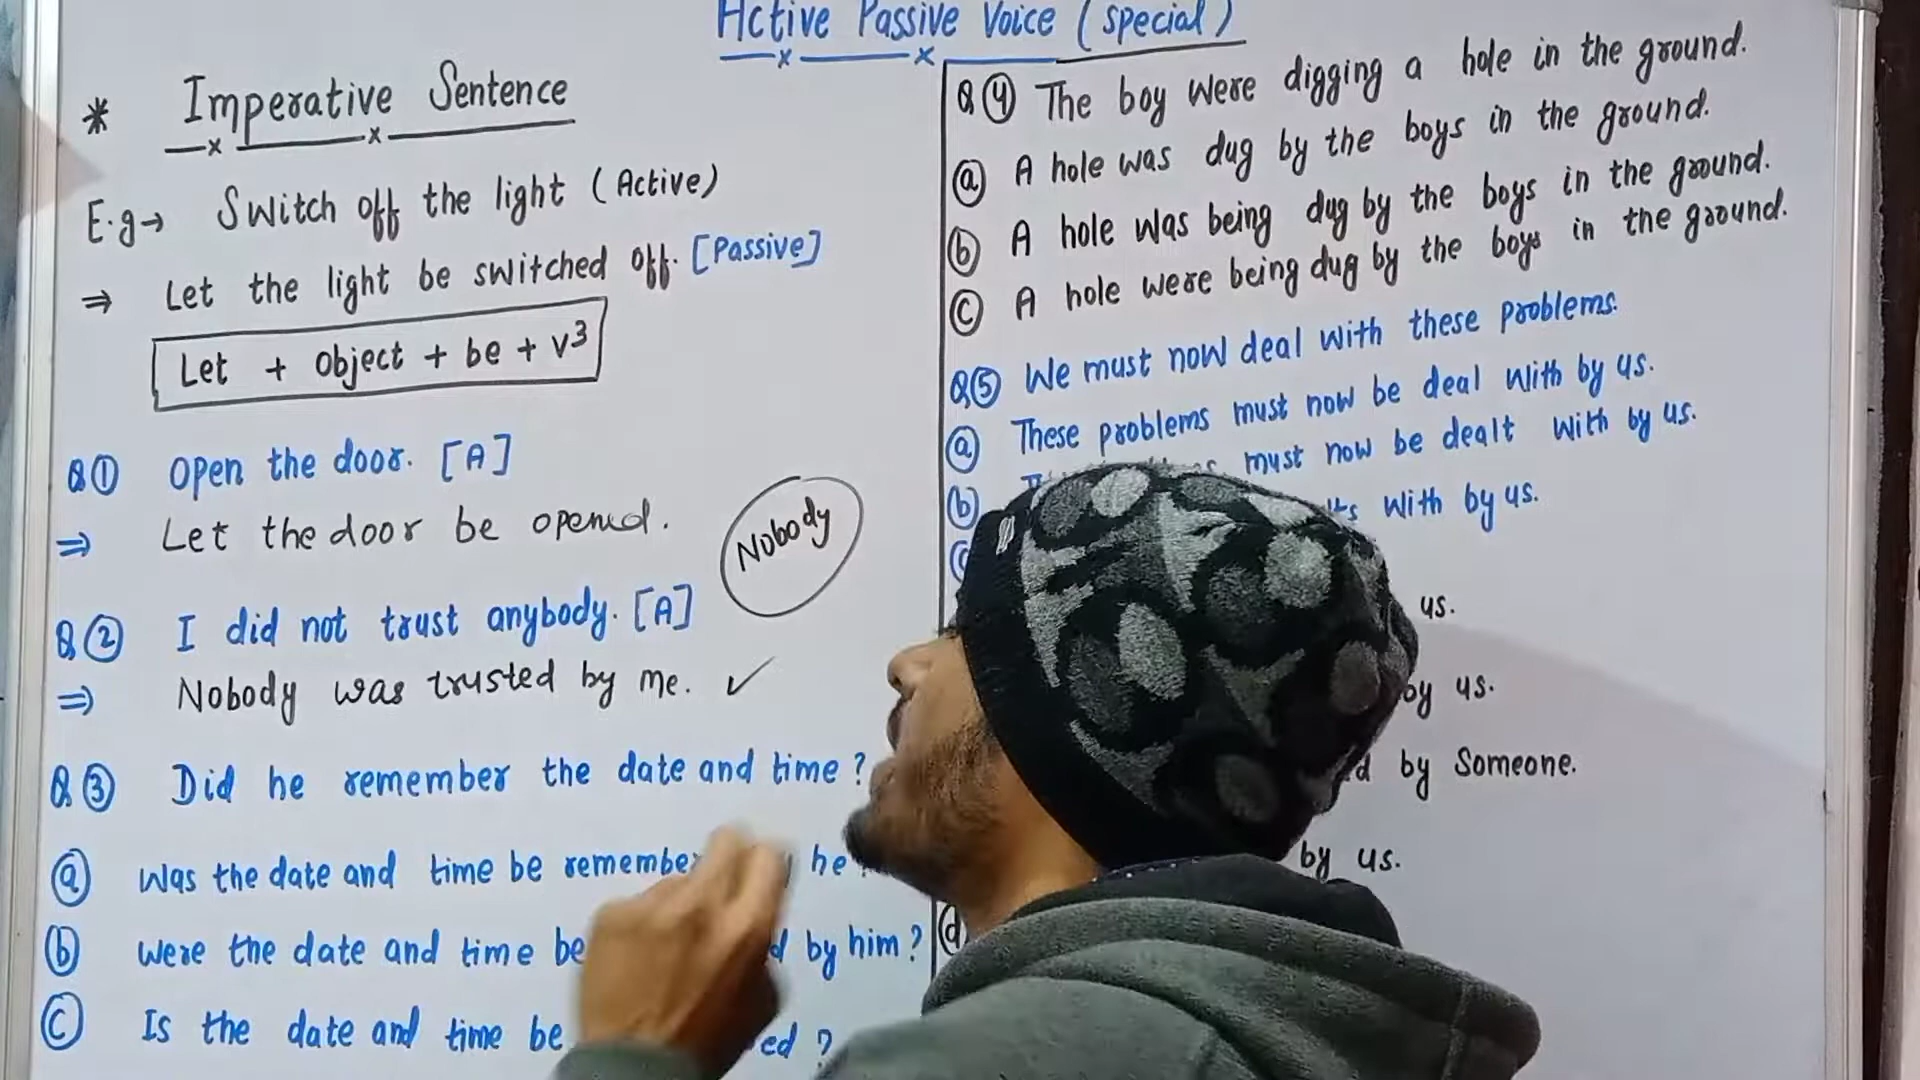 Active Passive Voice (special)
* Imperative Sentence
E.g→ Switch off the light (Active)
⇒ Let the light be switched off. [Passive]
Let + object + be + v³
Q① Open the door. [A]
⇒ Let the door be opened.
Nobody
Q② I did not trust anybody. [A]
⇒ Nobody was trusted by me. ✓
Q③ Did he remember the date and time?
ⓐ Was the date and time be he
ⓑ Were the date and time be by him?
ⓒ Is the date and time be ?
Q④ The boy were digging a hole in the ground.
ⓐ A hole was dug by the boys in the ground.
ⓑ A hole was being dug by the boys in the ground.
ⓒ A hole were being dug by the boys in the ground.
Q⑤ We must now deal with these problems.
ⓐ These problems must now be deal with by us.
ⓑ must now be dealt with by us.
with by us.
us.
by us.
by Someone.
by us.
ⓓ